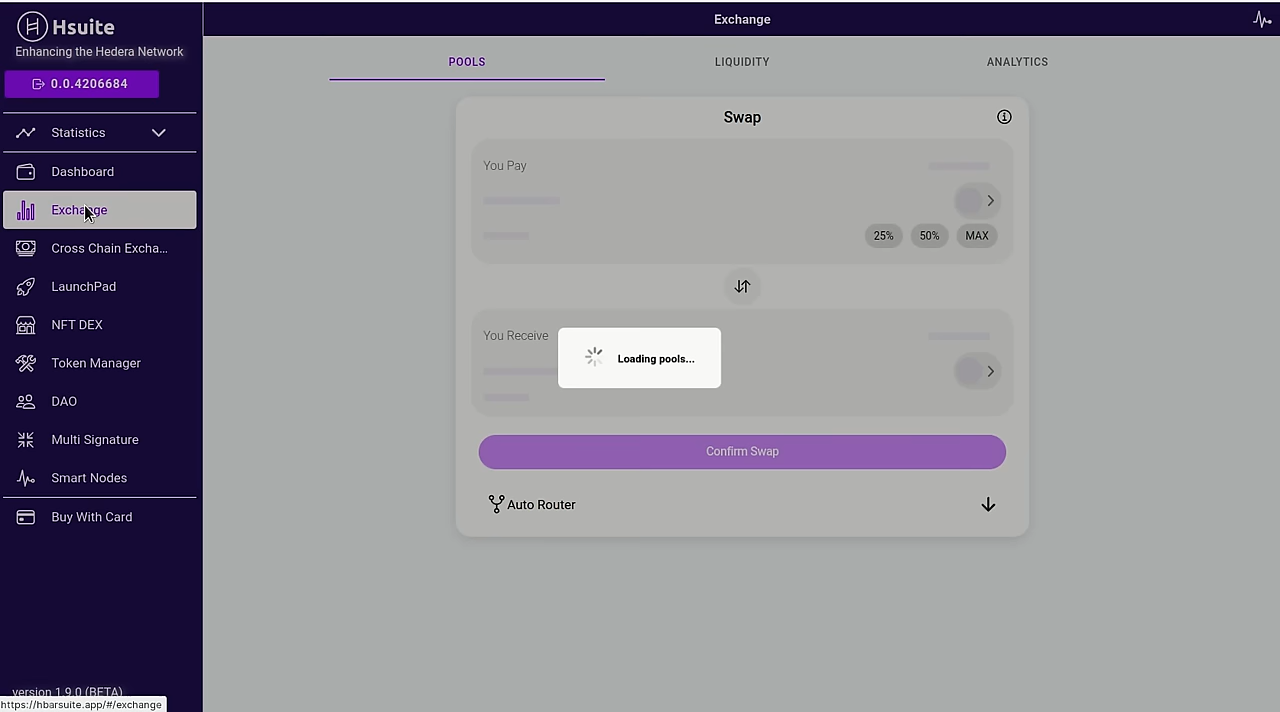 Hsuite
Enhancing the Hedera Network
0.0.4206684
Statistics
Dashboard
Exchange
Cross Chain Excha...
LaunchPad
NFT DEX
Token Manager
DAO
Multi Signature
Smart Nodes
Buy With Card
version 1.9.0 (BETA)
https://hbarsuite.app/#/exchange
Exchange
POOLS LIQUIDITY ANALYTICS
Swap
You Pay
25% 50% MAX
You Receive
Loading pools...
Confirm Swap
Auto Router